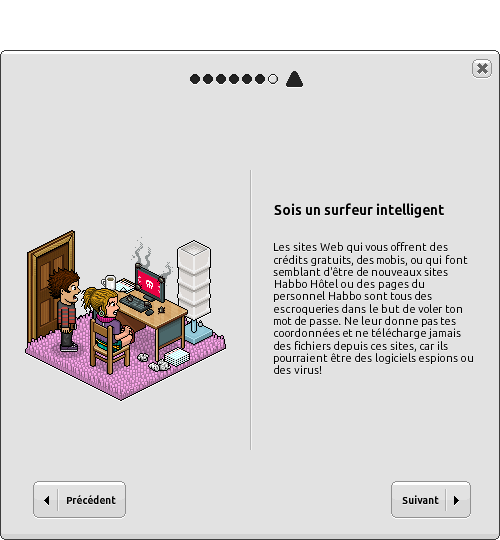 Sois un surfeur intelligent
Les sites Web qui vous offrent des
crédits gratuits, des mobis, ou qui font
semblant d'être de nouveaux sites
Habbo Hôtel ou des pages du
personnel Habbo sont tous des
escroqueries dans le but de voler ton
mot de passe. Ne leur donne pas tes
coordonnées et ne télécharge jamais
des fichiers depuis ces sites, car ils
pourraient être des logiciels espions ou
des virus!
Précédent
Suivant